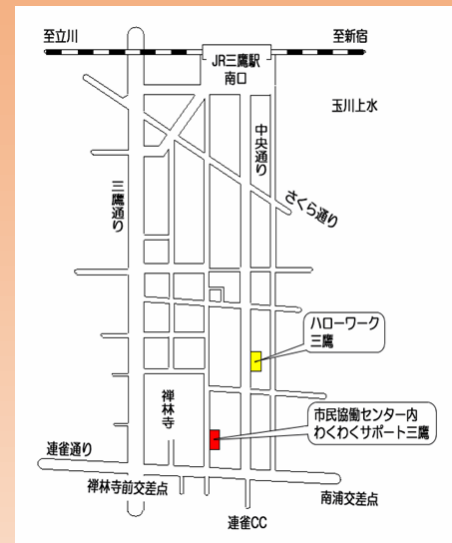 至立川
至新宿
JR三鷹駅
南口
玉川上水
中央通り
三鷹通り
さくら通り
ハローワーク
三鷹
禅林寺
市民協働センター内
わくわくサポート三鷹
連雀通り
禅林寺前交差点
南浦交差点
連雀CC